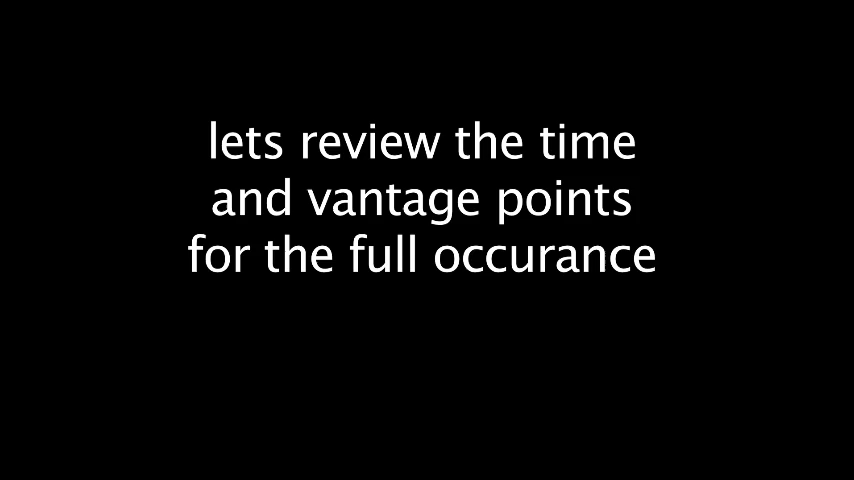 lets review the time
and vantage points
for the full occurance